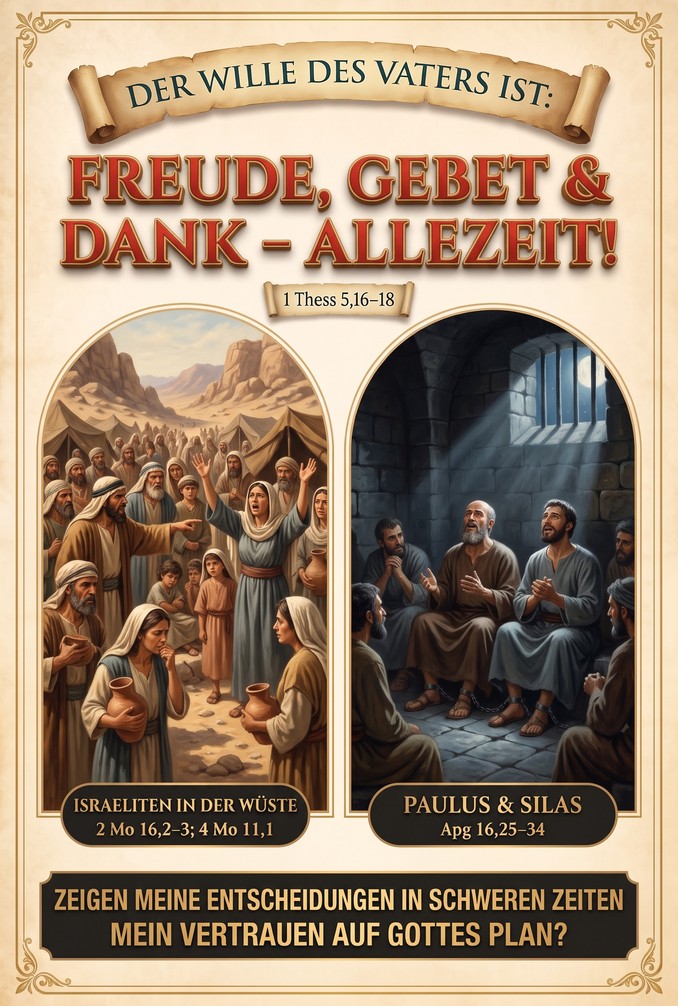 DER WILLE DES VATERS IST:
FREUDE, GEBET &
DANK – ALLEZEIT!
1 Thess 5,16–18
ISRAELITEN IN DER WÜSTE
2 Mo 16,2–3; 4 Mo 11,1
PAULUS & SILAS
Apg 16,25–34
ZEIGEN MEINE ENTSCHEIDUNGEN IN SCHWEREN ZEITEN
MEIN VERTRAUEN AUF GOTTES PLAN?